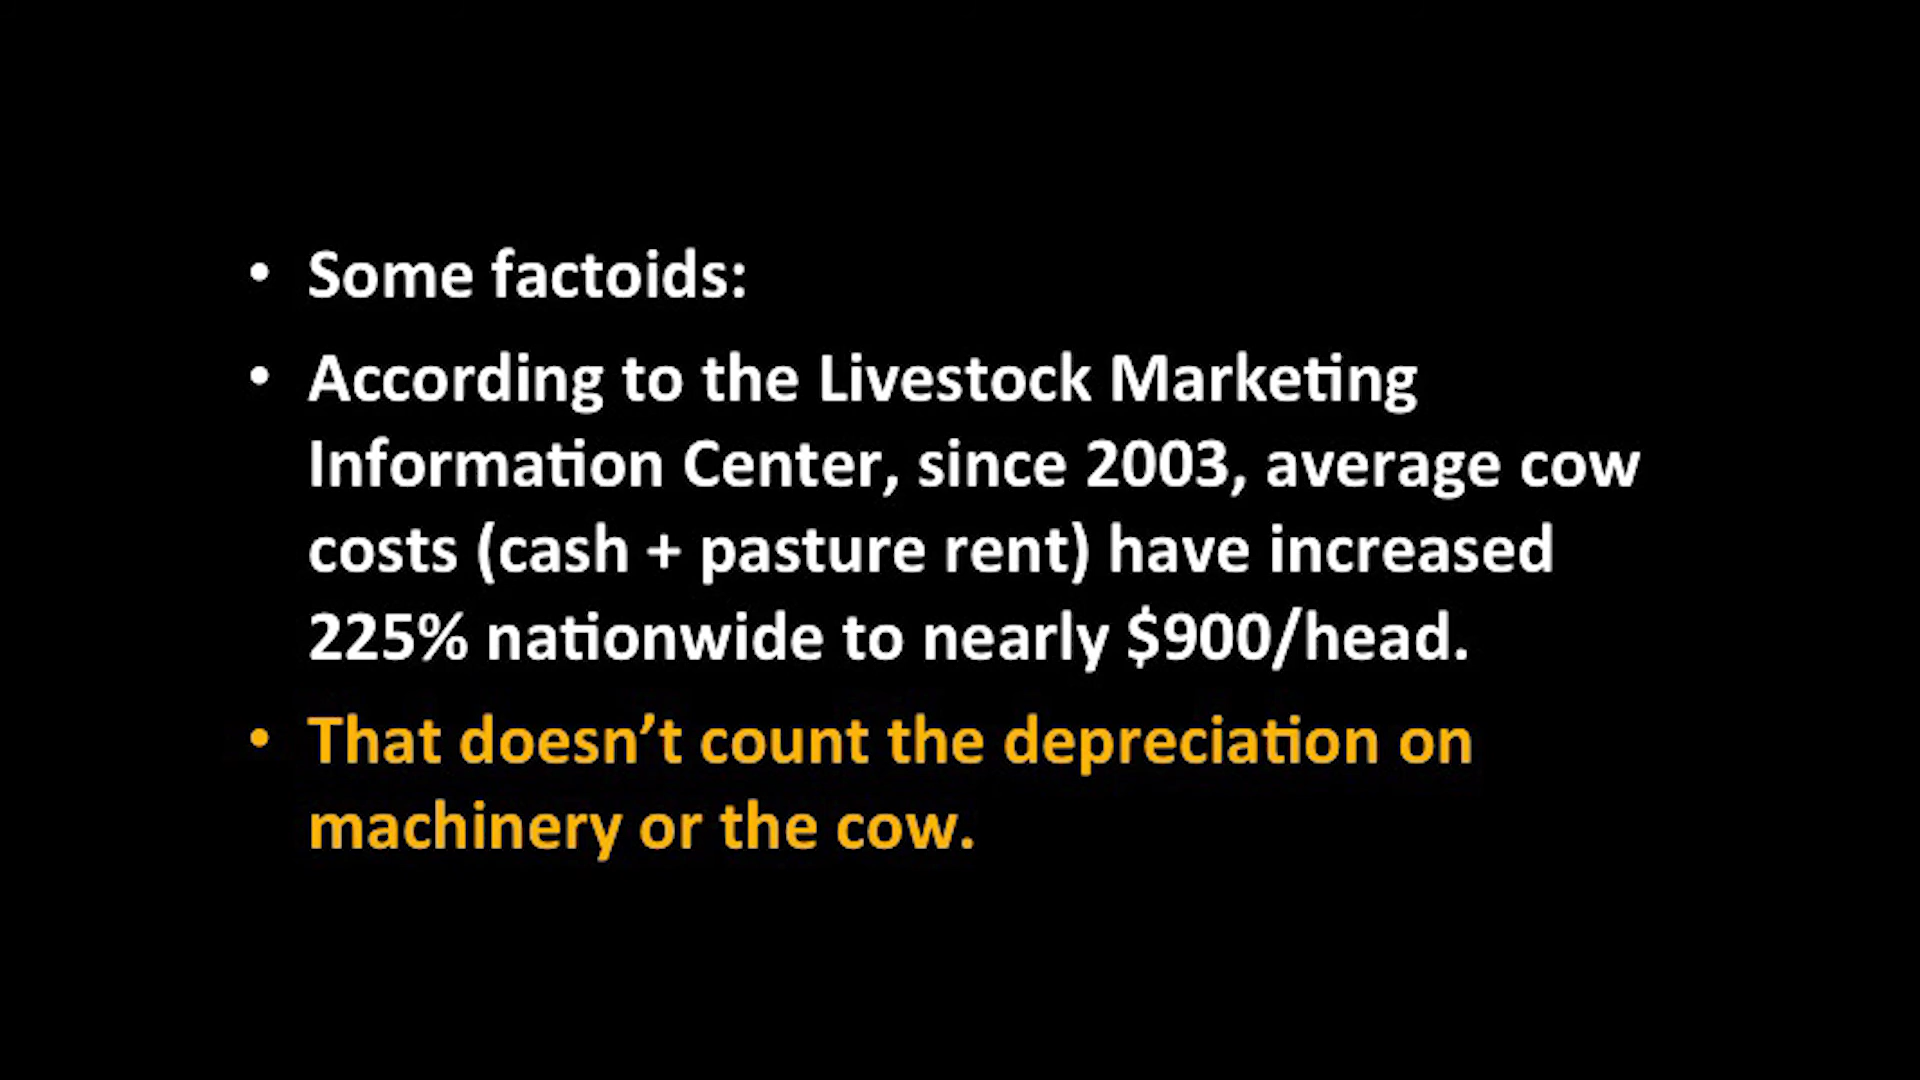 • Some factoids:
• According to the Livestock Marketing
Information Center, since 2003, average cow
costs (cash + pasture rent) have increased
225% nationwide to nearly $900/head.
• That doesn’t count the depreciation on
machinery or the cow.